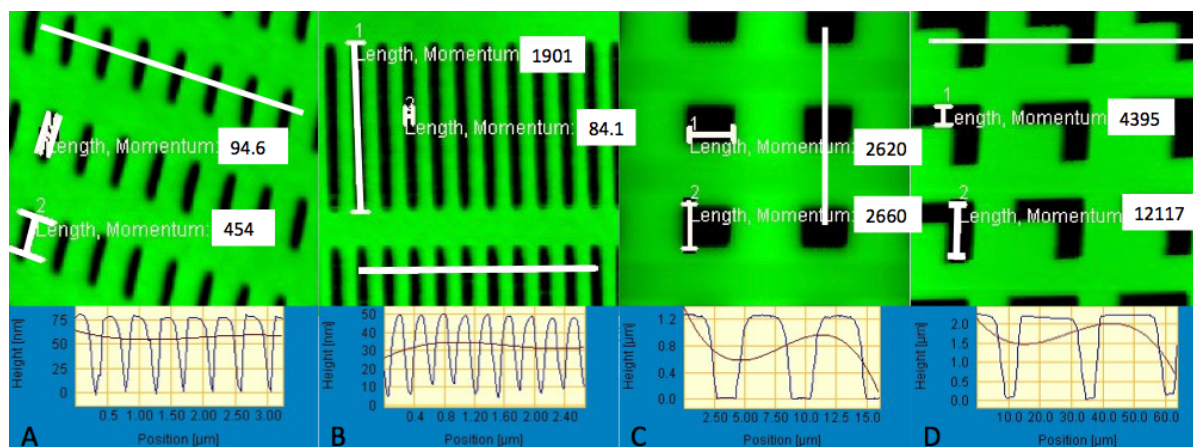 1
Length, Momentum: 1901
2
Length, Momentum: 84.1
Length, Momentum: 94.6
2
Length, Momentum: 454
1
Length, Momentum: 2620
2
Length, Momentum: 2660
1
Length, Momentum: 4395
2
Length, Momentum: 12117
Height [nm]
75
50
25
0
0.5 1.00 1.50 2.00 2.50 3.00
A Position [µm]
Height [nm]
50
40
30
20
10
0
0.4 0.8 1.20 1.60 2.00 2.40
B Position [µm]
Height [µm]
1.2
0.8
0.4
0.0
2.50 5.00 7.50 10.0 12.5 15.0
C Position [µm]
Height [µm]
2.0
1.5
1.0
0.5
0.0
10.0 20.0 30.0 40.0 50.0 60.0
D Position [µm]